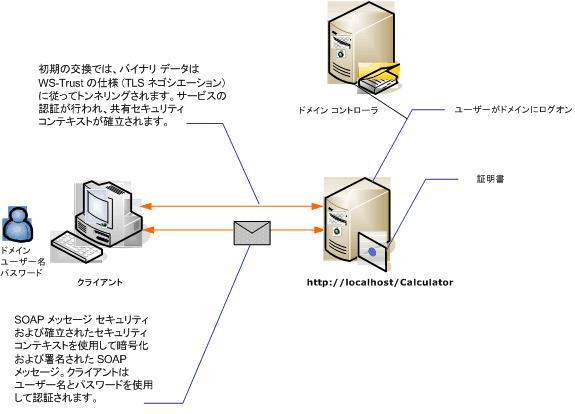 初期の交換では、バイナリ データは
WS-Trust の仕様 (TLS ネゴシエーション)
に従ってトンネリングされます。サービスの
認証が行われ、共有セキュリティ
コンテキストが確立されます。
ドメイン コントローラ
ユーザーがドメインにログオン
証明書
ドメイン
ユーザー名
パスワード
クライアント
http://localhost/Calculator
SOAP メッセージ セキュリティ
および確立されたセキュリティ
コンテキストを使用して暗号化
および署名された SOAP
メッセージ。クライアントは
ユーザー名とパスワードを使用
して認証されます。